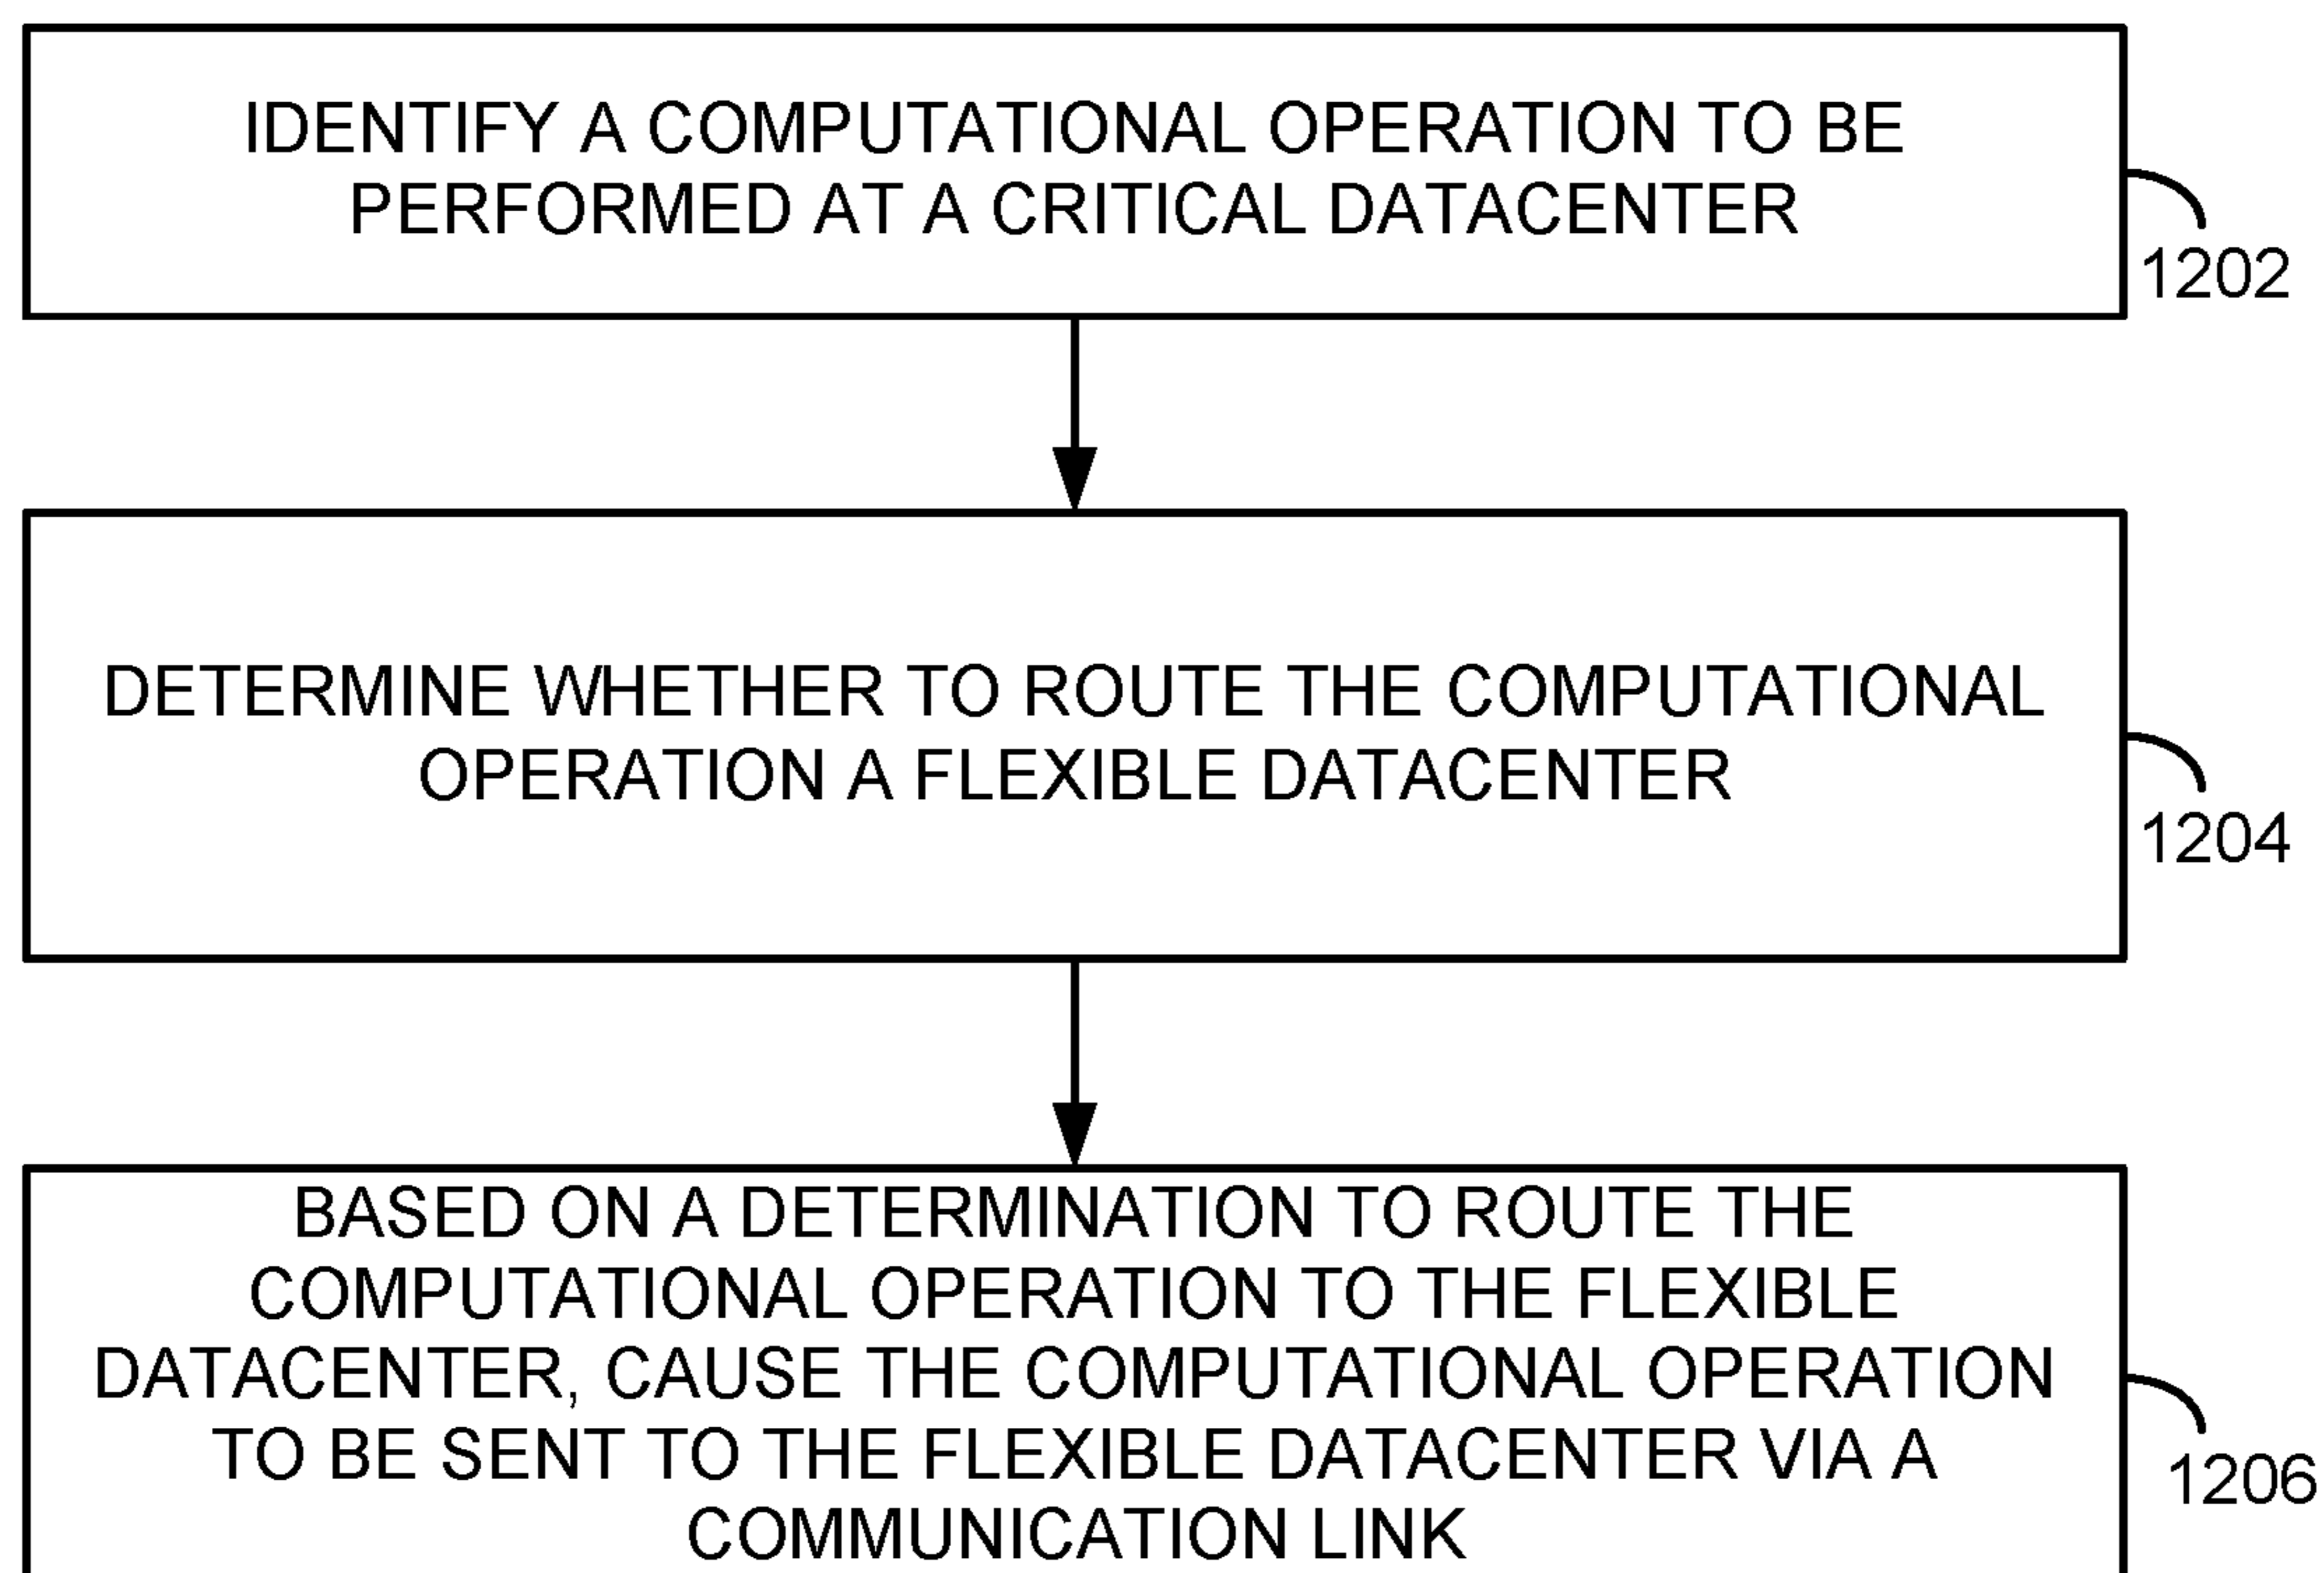 IDENTIFY A COMPUTATIONAL OPERATION TO BE
PERFORMED AT A CRITICAL DATACENTER
1202
DETERMINE WHETHER TO ROUTE THE COMPUTATIONAL
OPERATION A FLEXIBLE DATACENTER
1204
BASED ON A DETERMINATION TO ROUTE THE
COMPUTATIONAL OPERATION TO THE FLEXIBLE
DATACENTER, CAUSE THE COMPUTATIONAL OPERATION
TO BE SENT TO THE FLEXIBLE DATACENTER VIA A
COMMUNICATION LINK
1206